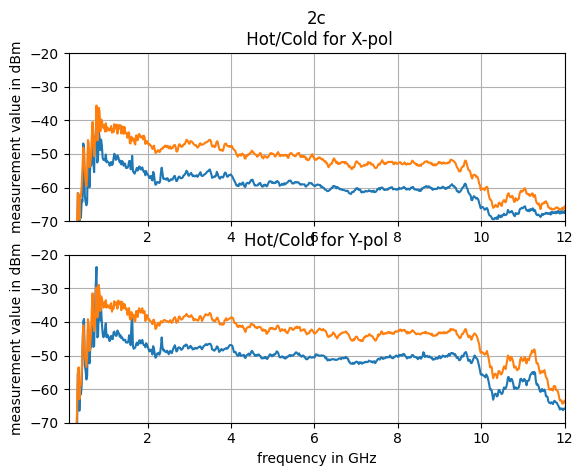 2c
Hot/Cold for X-pol
measurement value in dBm
−20
−30
−40
−50
−60
−70
2 4 6 8 10 12
Hot/Cold for Y-pol
measurement value in dBm
−20
−30
−40
−50
−60
−70
2 4 6 8 10 12
frequency in GHz